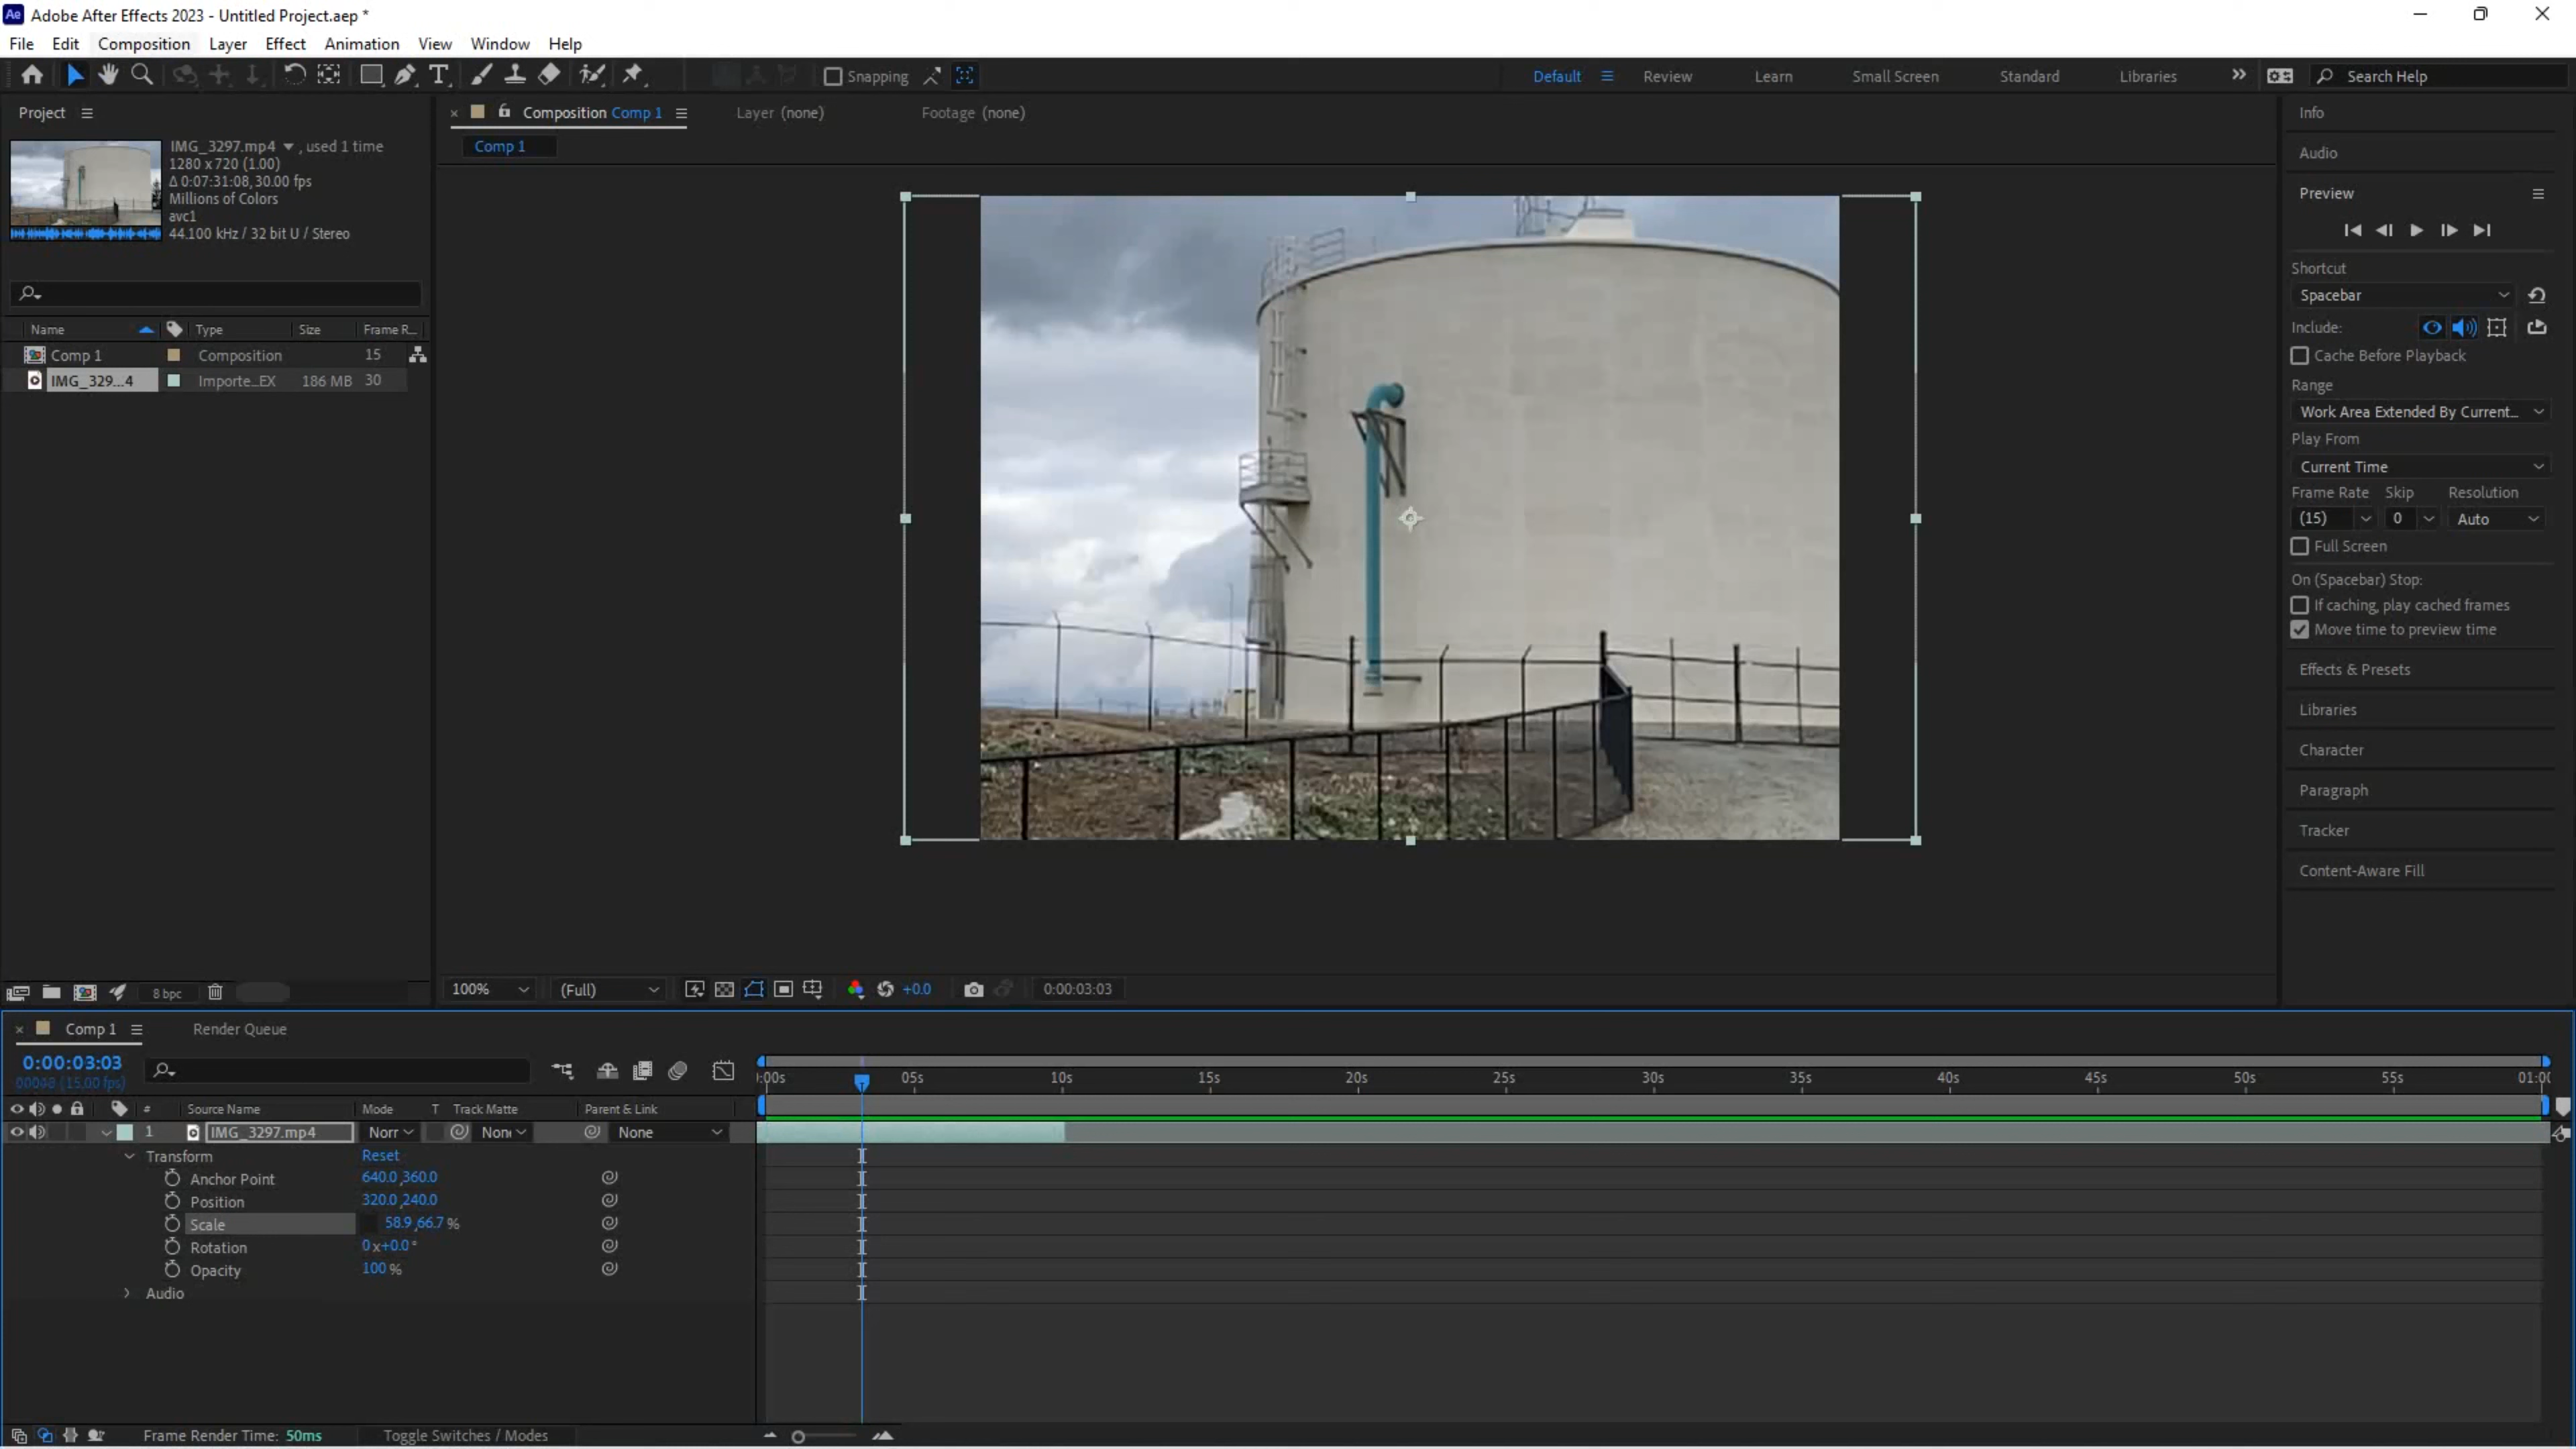 Ae Adobe After Effects 2023 - Untitled Project.aep *
File Edit Composition Layer Effect Animation View Window Help
T Snapping Default Review Learn Small Screen Standard Libraries Search Help
Project
IMG_3297.mp4 , used 1 time
1280 x 720 (1.00)
Δ 0:07:31:08, 30.00 fps
Millions of Colors
avc1
44.100 kHz / 32 bit U / Stereo
Name Type Size Frame R...
Comp 1 Composition 15
IMG_329...4 Importe...EX 186 MB 30
8 bpc
Composition Comp 1 Layer (none) Footage (none)
Comp 1
100% (Full) +0.0 0:00:03:03
Info
Audio
Preview
Shortcut
Spacebar
Include:
Cache Before Playback
Range
Work Area Extended By Current...
Play From
Current Time
Frame Rate Skip Resolution
(15) 0 Auto
Full Screen
On (Spacebar) Stop:
If caching, play cached frames
Move time to preview time
Effects & Presets
Libraries
Character
Paragraph
Tracker
Content-Aware Fill
Comp 1 Render Queue
0:00:03:03
00048 (15.00 fps)
:00s 05s 10s 15s 20s 25s 30s 35s 40s 45s 50s 55s 01:0(
# Source Name Mode T Track Matte Parent & Link
1 IMG_3297.mp4 Norr Non None
Transform Reset
Anchor Point 640.0,360.0
Position 320.0,240.0
Scale 58.9,66.7 %
Rotation 0x+0.0°
Opacity 100 %
Audio
Frame Render Time: 50ms Toggle Switches / Modes